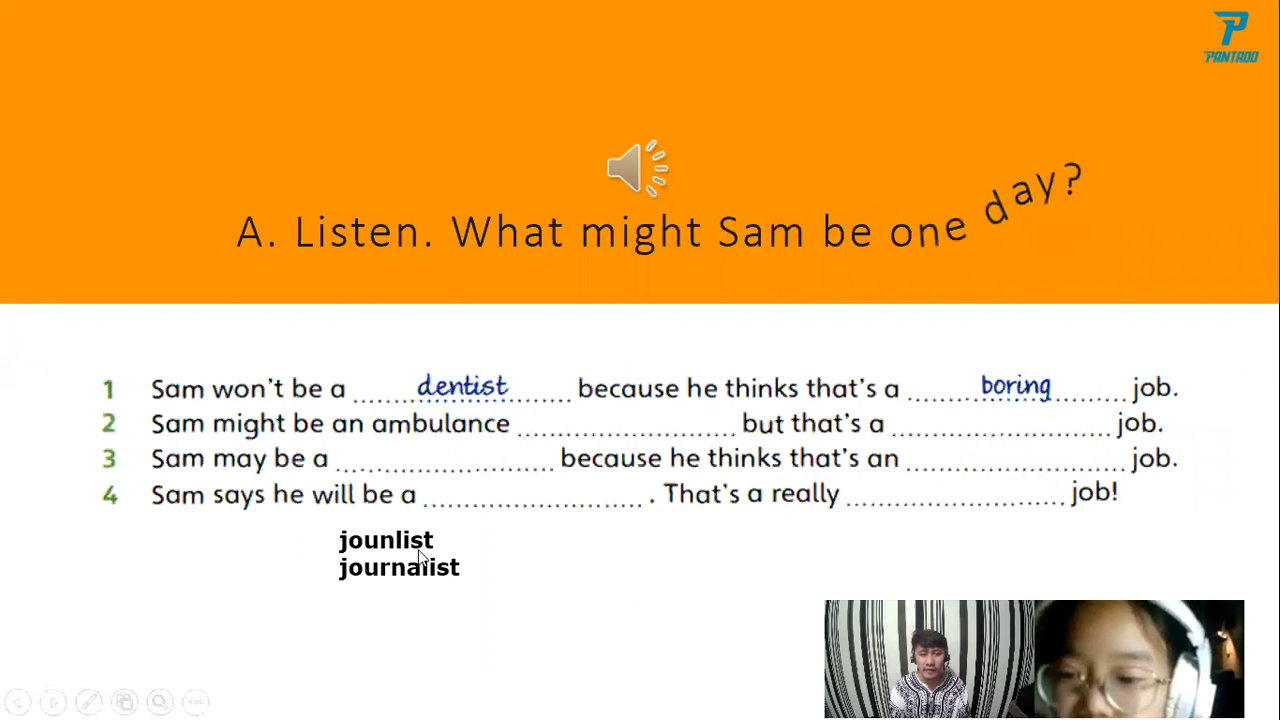 PANTADO
A. Listen. What might Sam be one day?
1 Sam won't be a dentist because he thinks that's a boring job.
2 Sam might be an ambulance .................... but that's a .................... job.
3 Sam may be a .................... because he thinks that's an .................... job.
4 Sam says he will be a .................... . That's a really .................... job!
jounlist
journalist